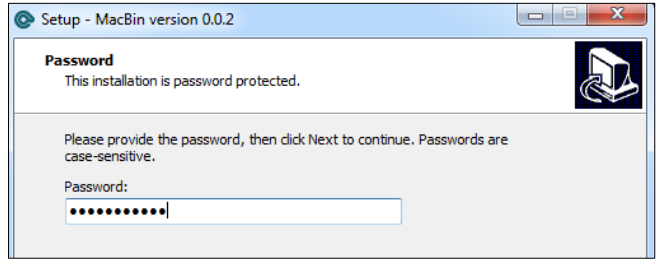 Setup - MacBin version 0.0.2
Password
This installation is password protected.
Please provide the password, then click Next to continue. Passwords are
case-sensitive.
Password:
●●●●●●●●●●●